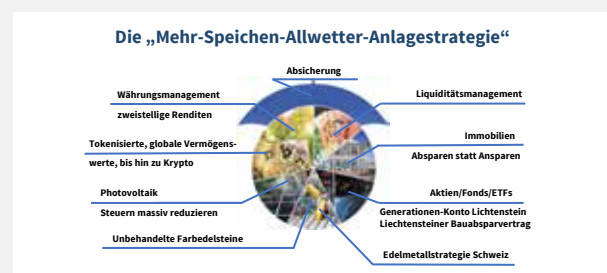 Die „Mehr-Speichen-Allwetter-Anlagestrategie“
Absicherung
Währungsmanagement
zweistellige Renditen
Liquiditätsmanagement
Tokenisierte, globale Vermögens-
werte, bis hin zu Krypto
Immobilien
Absparen statt Ansparen
Photovoltaik
Steuern massiv reduzieren
Aktien/Fonds/ETFs
Generationen-Konto Lichtenstein
Liechtensteiner Bauabsparvertrag
Unbehandelte Farbedelsteine
Edelmetallstrategie Schweiz